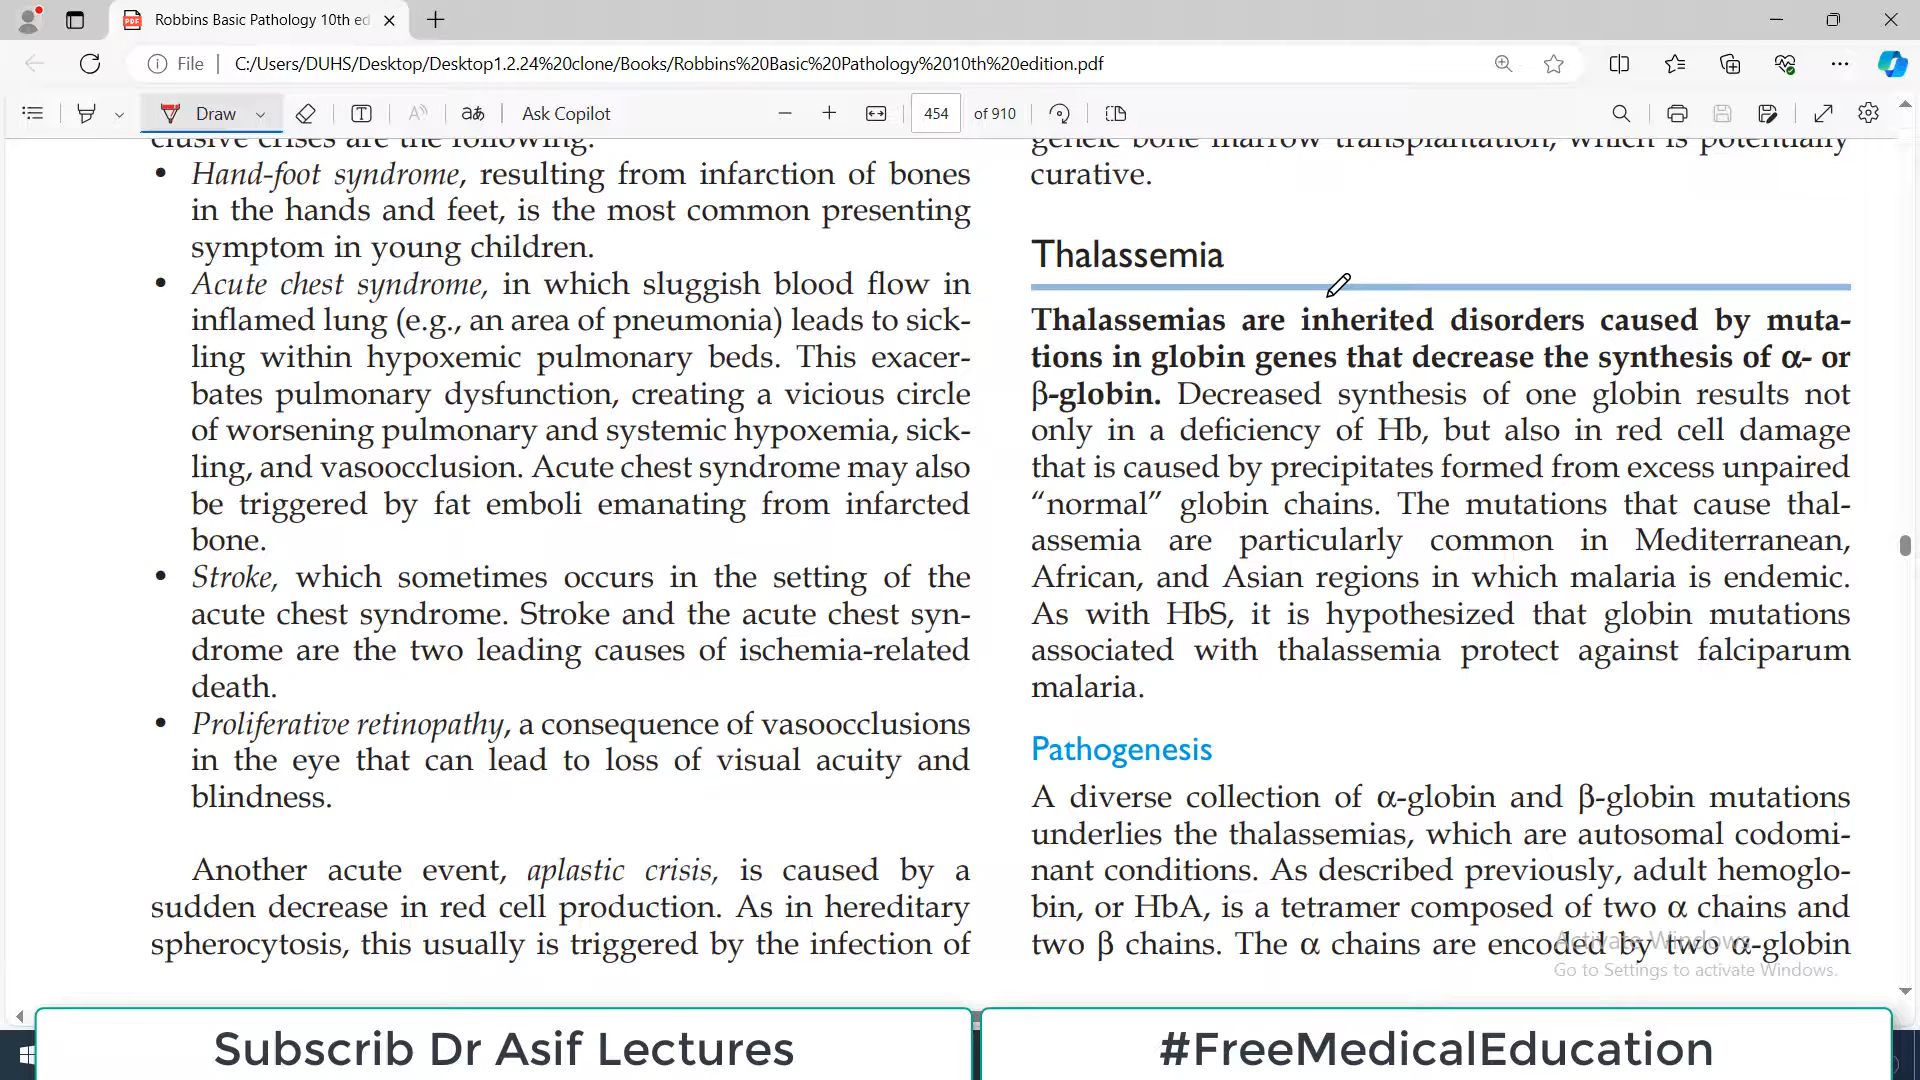 Robbins Basic Pathology 10th ed
File
C:/Users/DUHS/Desktop/Desktop1.2.24%20clone/Books/Robbins%20Basic%20Pathology%2010th%20edition.pdf
Draw
Ask Copilot
454 of 910
clusive crises are the following:
• Hand-foot syndrome, resulting from infarction of bones
in the hands and feet, is the most common presenting
symptom in young children.
• Acute chest syndrome, in which sluggish blood flow in
inflamed lung (e.g., an area of pneumonia) leads to sick-
ling within hypoxemic pulmonary beds. This exacer-
bates pulmonary dysfunction, creating a vicious circle
of worsening pulmonary and systemic hypoxemia, sick-
ling, and vasoocclusion. Acute chest syndrome may also
be triggered by fat emboli emanating from infarcted
bone.
• Stroke, which sometimes occurs in the setting of the
acute chest syndrome. Stroke and the acute chest syn-
drome are the two leading causes of ischemia-related
death.
• Proliferative retinopathy, a consequence of vasoocclusions
in the eye that can lead to loss of visual acuity and
blindness.
Another acute event, aplastic crisis, is caused by a
sudden decrease in red cell production. As in hereditary
spherocytosis, this usually is triggered by the infection of
geneic bone marrow transplantation, which is potentially
curative.
Thalassemia
Thalassemias are inherited disorders caused by muta-
tions in globin genes that decrease the synthesis of α- or
β-globin. Decreased synthesis of one globin results not
only in a deficiency of Hb, but also in red cell damage
that is caused by precipitates formed from excess unpaired
“normal” globin chains. The mutations that cause thal-
assemia are particularly common in Mediterranean,
African, and Asian regions in which malaria is endemic.
As with HbS, it is hypothesized that globin mutations
associated with thalassemia protect against falciparum
malaria.
Pathogenesis
A diverse collection of α-globin and β-globin mutations
underlies the thalassemias, which are autosomal codomi-
nant conditions. As described previously, adult hemoglo-
bin, or HbA, is a tetramer composed of two α chains and
two β chains. The α chains are encoded by two α-globin
Activate Windows
Go to Settings to activate Windows.
Subscrib Dr Asif Lectures
#FreeMedicalEducation